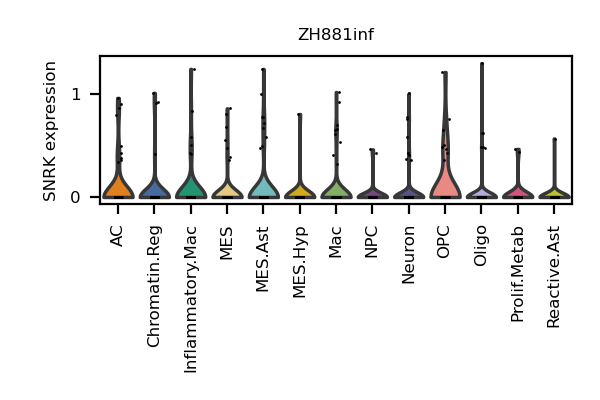 ZH881inf
SNRK expression
1
0
AC
Chromatin.Reg
Inflammatory.Mac
MES
MES.Ast
MES.Hyp
Mac
NPC
Neuron
OPC
Oligo
Prolif.Metab
Reactive.Ast